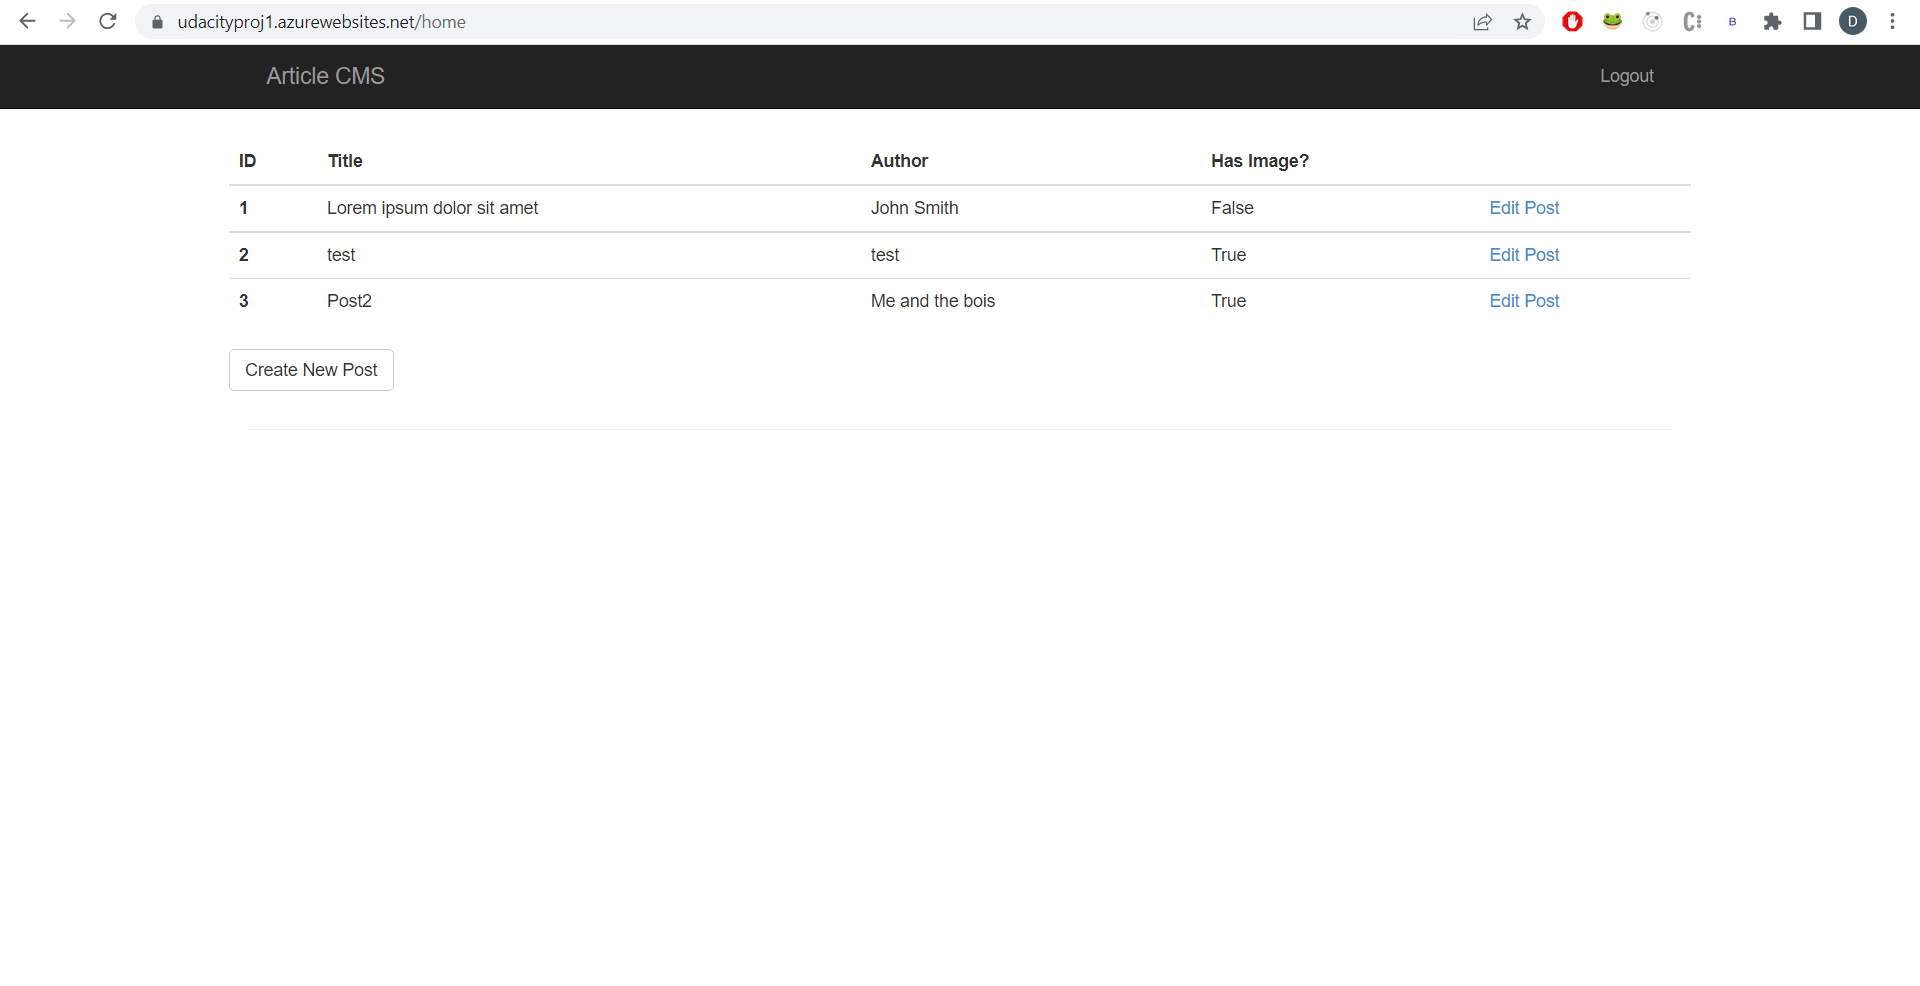 udacityproj1.azurewebsites.net/home
B
D
Article CMS Logout
ID Title Author Has Image?
1 Lorem ipsum dolor sit amet John Smith False Edit Post
2 test test True Edit Post
3 Post2 Me and the bois True Edit Post
Create New Post